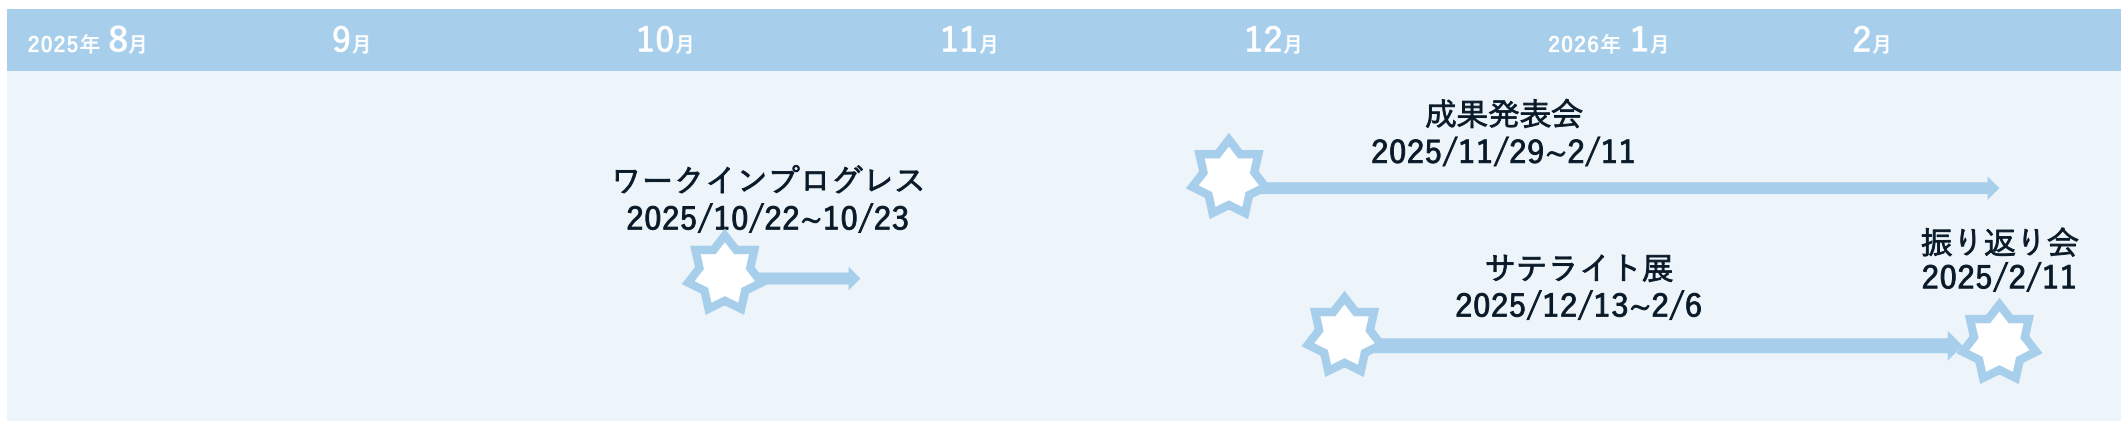 2025年 8月 9月 10月 11月 12月 2026年 1月 2月
成果発表会
2025/11/29~2/11
ワークインプログレス
2025/10/22~10/23
サテライト展
2025/12/13~2/6
振り返り会
2025/2/11